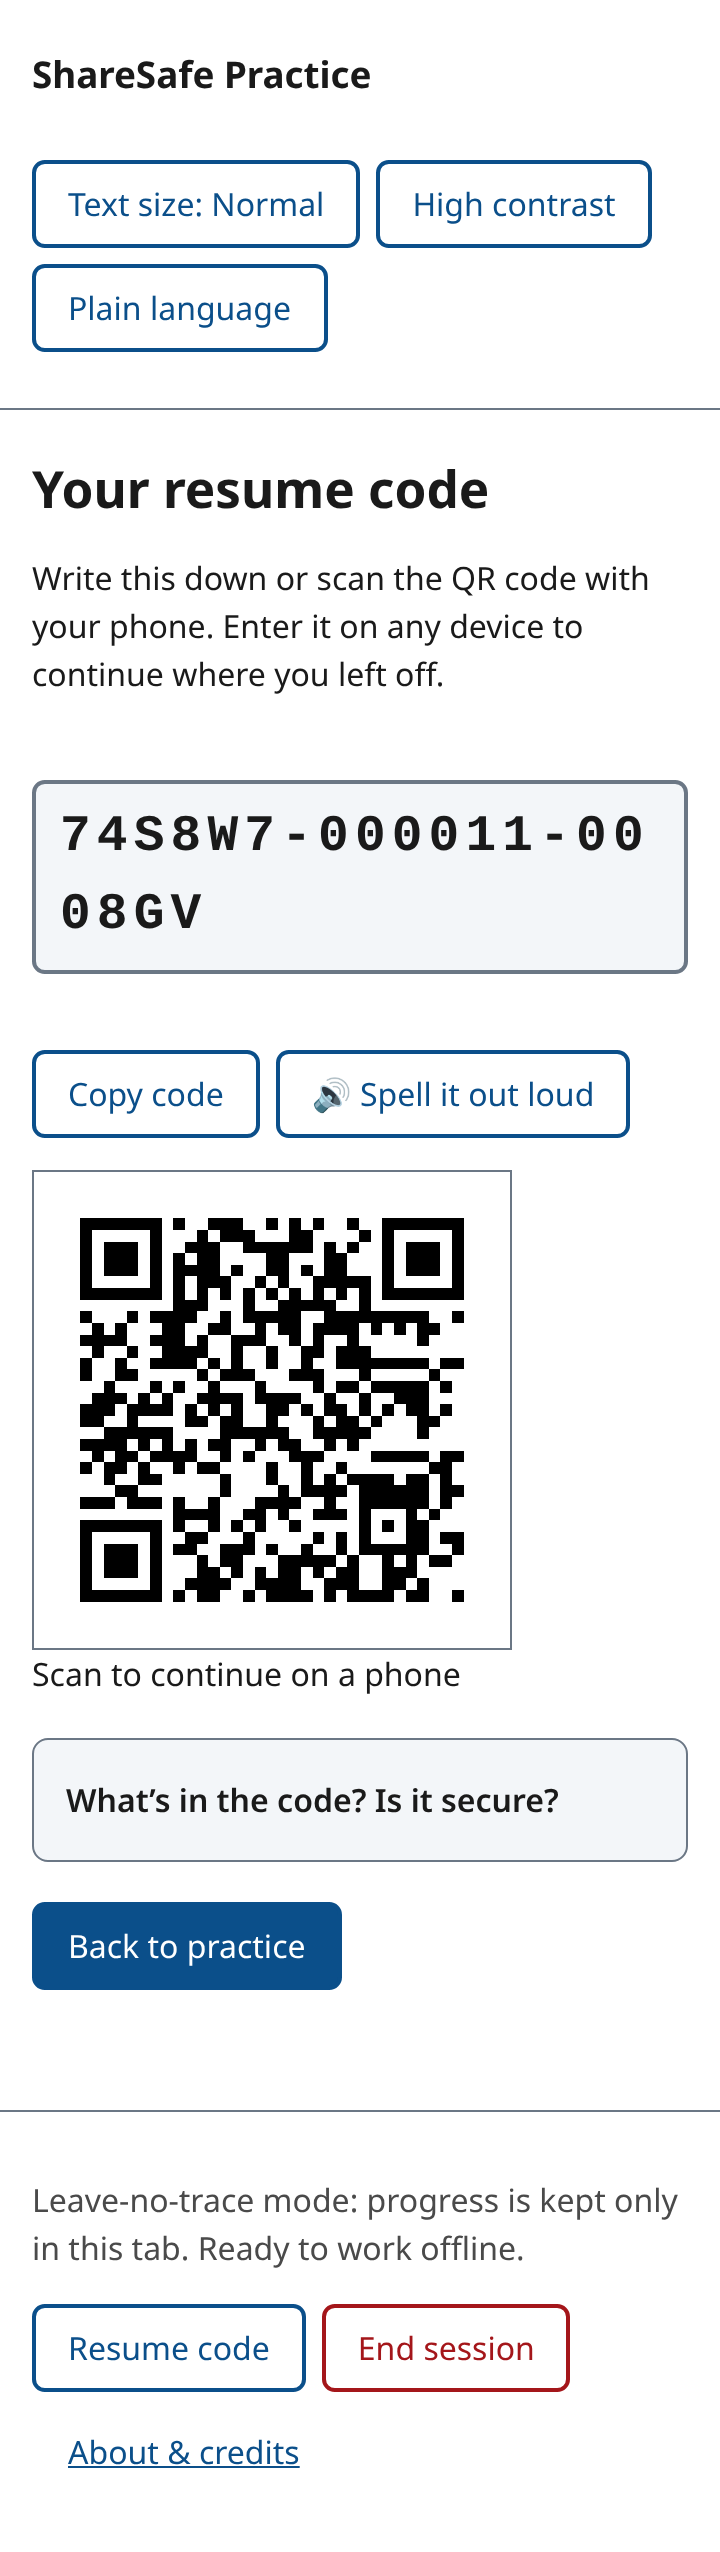 ShareSafe Practice
Text size: Normal
High contrast
Plain language
Your resume code
Write this down or scan the QR code with
your phone. Enter it on any device to
continue where you left off.
74S8W7-000011-00
08GV
Copy code
🔊 Spell it out loud
Scan to continue on a phone
What’s in the code? Is it secure?
Back to practice
Leave-no-trace mode: progress is kept only
in this tab. Ready to work offline.
Resume code
End session
About & credits